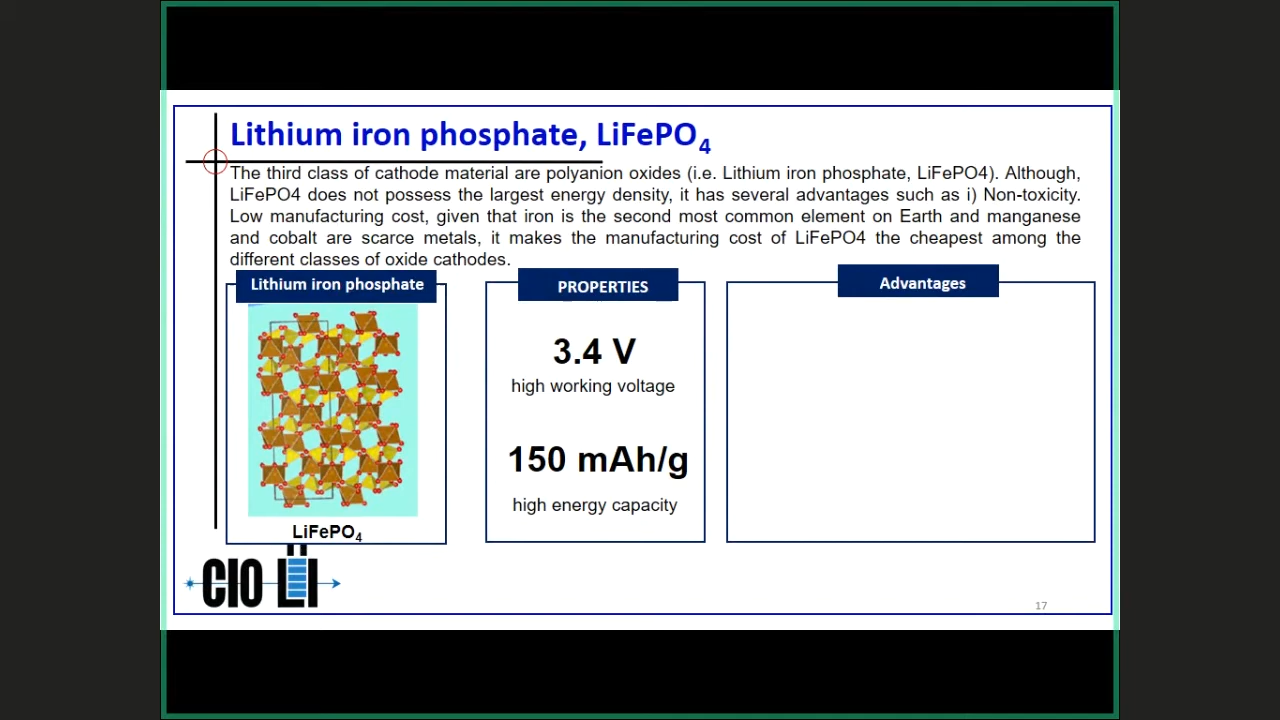 Lithium iron phosphate, LiFePO4
The third class of cathode material are polyanion oxides (i.e. Lithium iron phosphate, LiFePO4). Although,
LiFePO4 does not possess the largest energy density, it has several advantages such as i) Non-toxicity.
Low manufacturing cost, given that iron is the second most common element on Earth and manganese
and cobalt are scarce metals, it makes the manufacturing cost of LiFePO4 the cheapest among the
different classes of oxide cathodes.
Lithium iron phosphate
LiFePO4
PROPERTIES
3.4 V
high working voltage
150 mAh/g
high energy capacity
Advantages
CIO LI
17